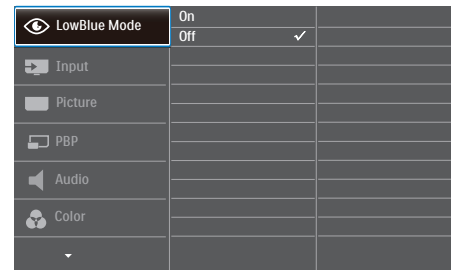 LowBlue Mode
On
Off
Input
Picture
PBP
Audio
Color